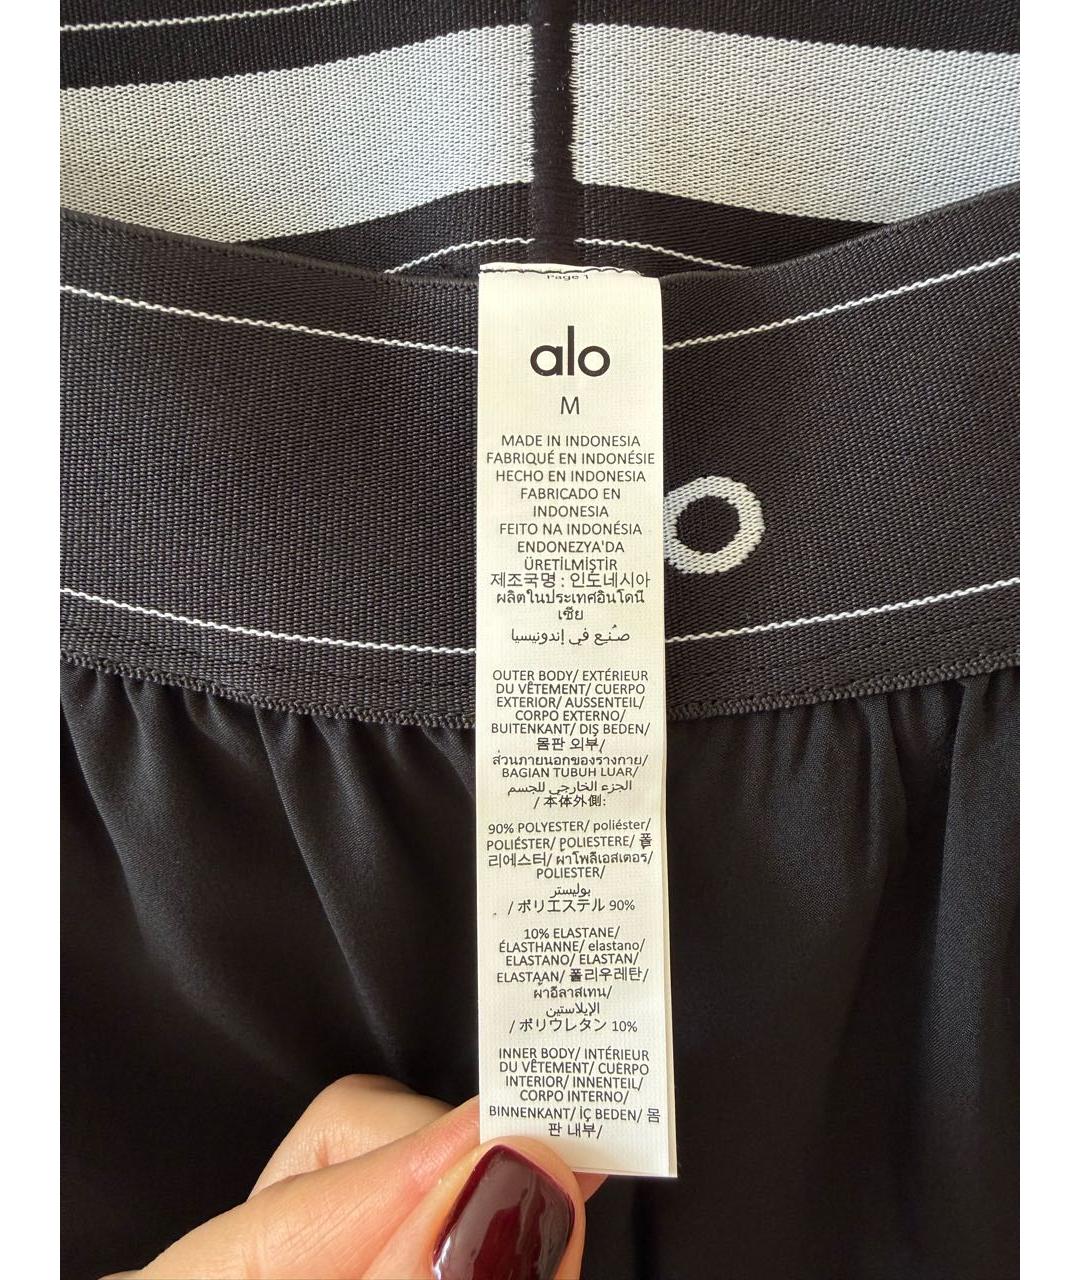 Page 1
alo
M
MADE IN INDONESIA
FABRIQUÉ EN INDONÉSIE
HECHO EN INDONESIA
FABRICADO EN
INDONESIA
FEITO NA INDONÉSIA
ENDONEZYA'DA
ÜRETİLMİŞTİR
제조국명 : 인도네시아
ผลิตในประเทศอินโดนี
เซีย
صُنِع في إندونيسيا
OUTER BODY/ EXTÉRIEUR
DU VÊTEMENT/ CUERPO
EXTERIOR/ AUSSENTEIL/
CORPO EXTERNO/
BUITENKANT/ DIŞ BEDEN/
몸판 외부/
ส่วนภายนอกของร่างกาย/
BAGIAN TUBUH LUAR/
الجزء الخارجي للجسم
/ 本体外側:
90% POLYESTER/ poliéster/
POLIÉSTER/ POLIESTERE/ 폴
리에스터/ ผ้าโพลีเอสเตอร/
POLIESTER/
بوليستر
/ ポリエステル 90%
10% ELASTANE/
ÉLASTHANNE/ elastano/
ELASTANO/ ELASTAN/
ELASTAAN/ 폴리우레탄/
ผ้าอีลาสเทน/
الإيلاستين
/ ポリウレタン 10%
INNER BODY/ INTÉRIEUR
DU VÊTEMENT/ CUERPO
INTERIOR/ INNENTEIL/
CORPO INTERNO/
BINNENKANT/ İÇ BEDEN/ 몸
판 내부/
o